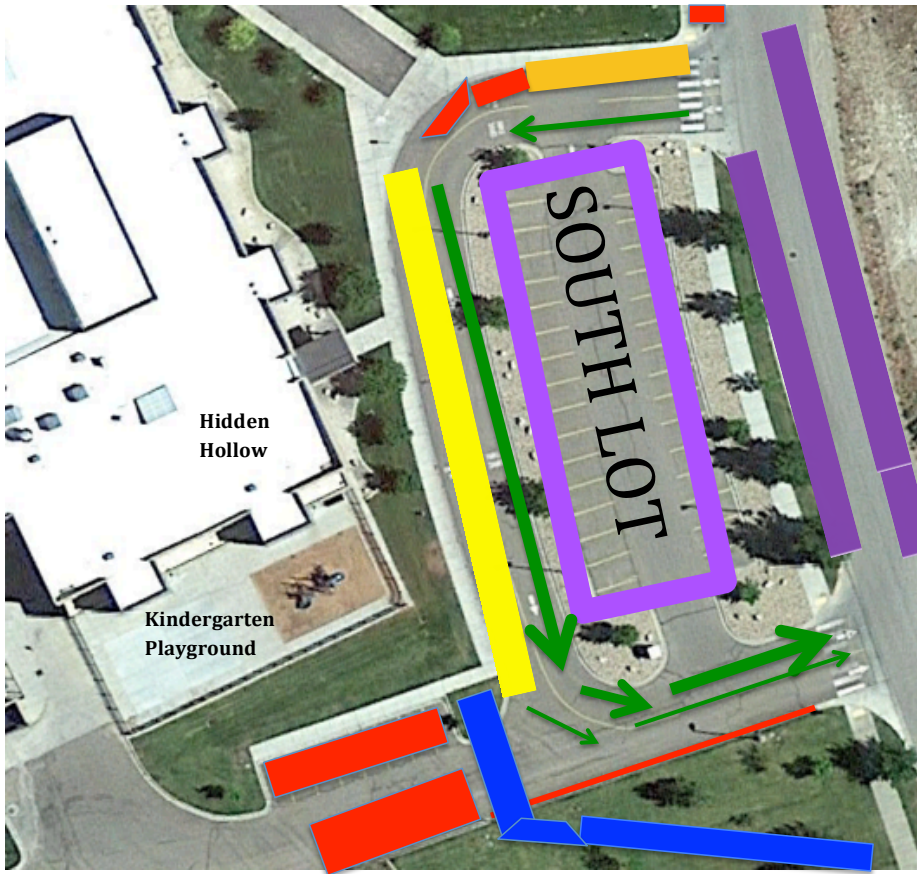 SOUTH LOT
Hidden
Hollow
Kindergarten
Playground